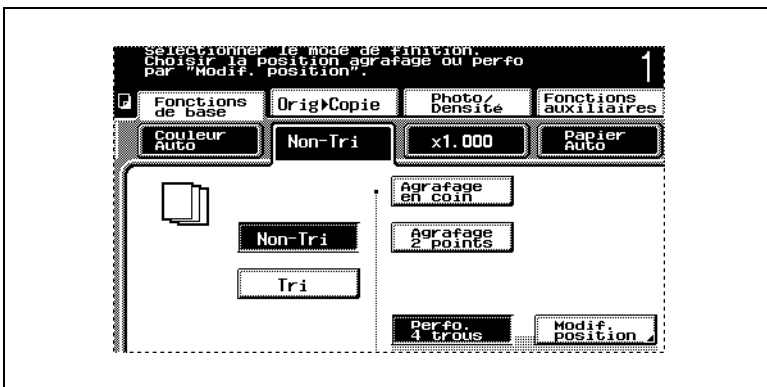 Sélectionner le mode de finition.
Choisir la position agrafage ou perfo
par "Modif. position".
1
Fonctions
de base
Orig▶Copie
Photo/
Densité
Fonctions
auxiliaires
Couleur
Auto
Non-Tri
x1.000
Papier
Auto
Agrafage
en coin
Non-Tri
Agrafage
2 points
Tri
Perfo.
4 trous
Modif.
position